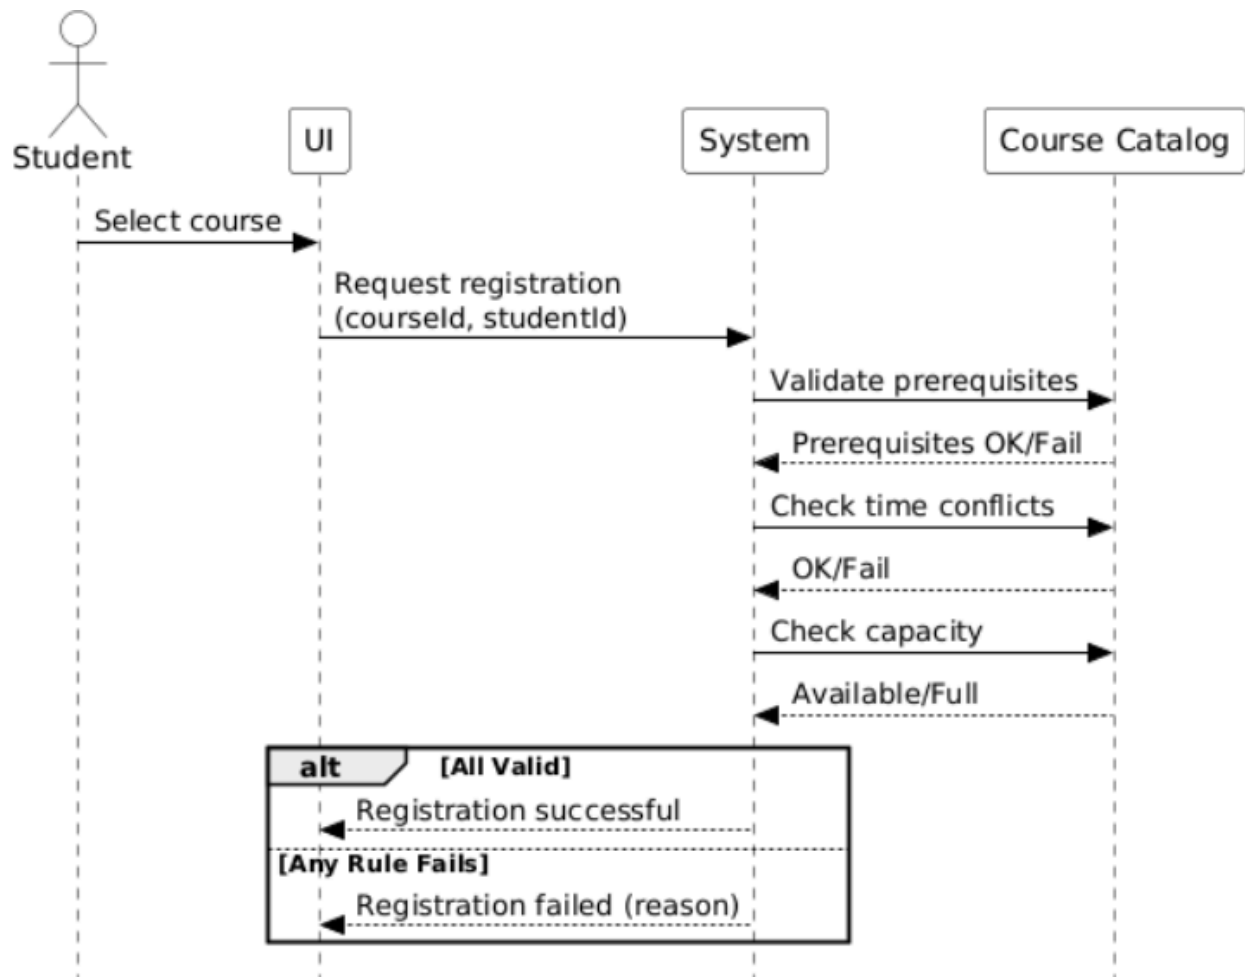 Student
UI
System
Course Catalog
Select course
Request registration
(courseId, studentId)
Validate prerequisites
Prerequisites OK/Fail
Check time conflicts
OK/Fail
Check capacity
Available/Full
alt [All Valid]
Registration successful
[Any Rule Fails]
Registration failed (reason)